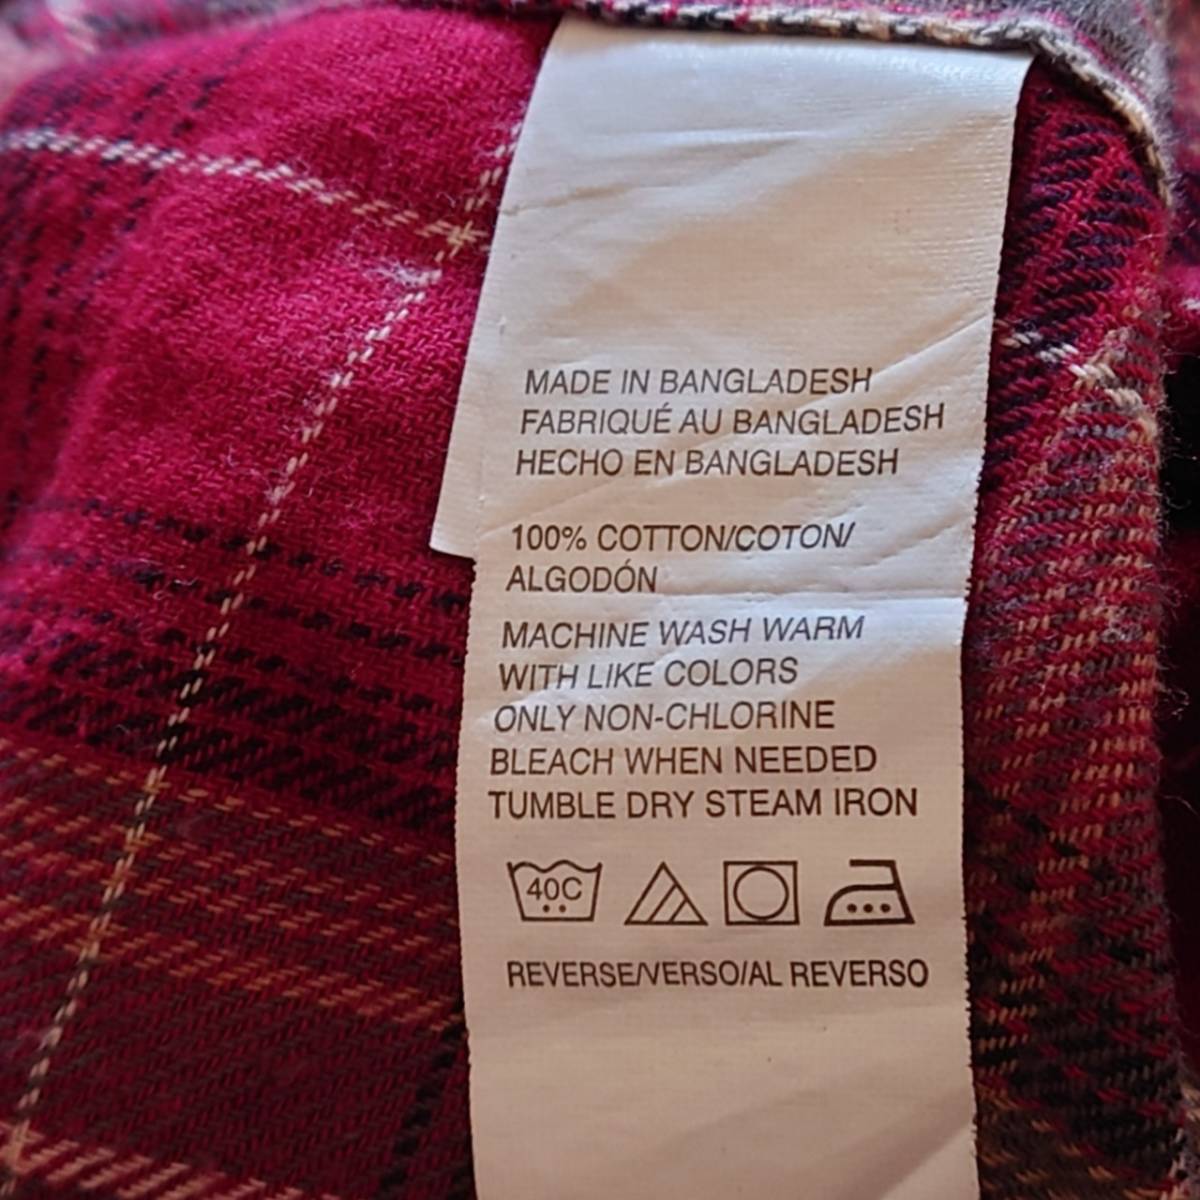 MADE IN BANGLADESH
FABRIQUÉ AU BANGLADESH
HECHO EN BANGLADESH
100% COTTON/COTON/
ALGODÓN
MACHINE WASH WARM
WITH LIKE COLORS
ONLY NON-CHLORINE
BLEACH WHEN NEEDED
TUMBLE DRY STEAM IRON
40C
REVERSE/VERSO/AL REVERSO